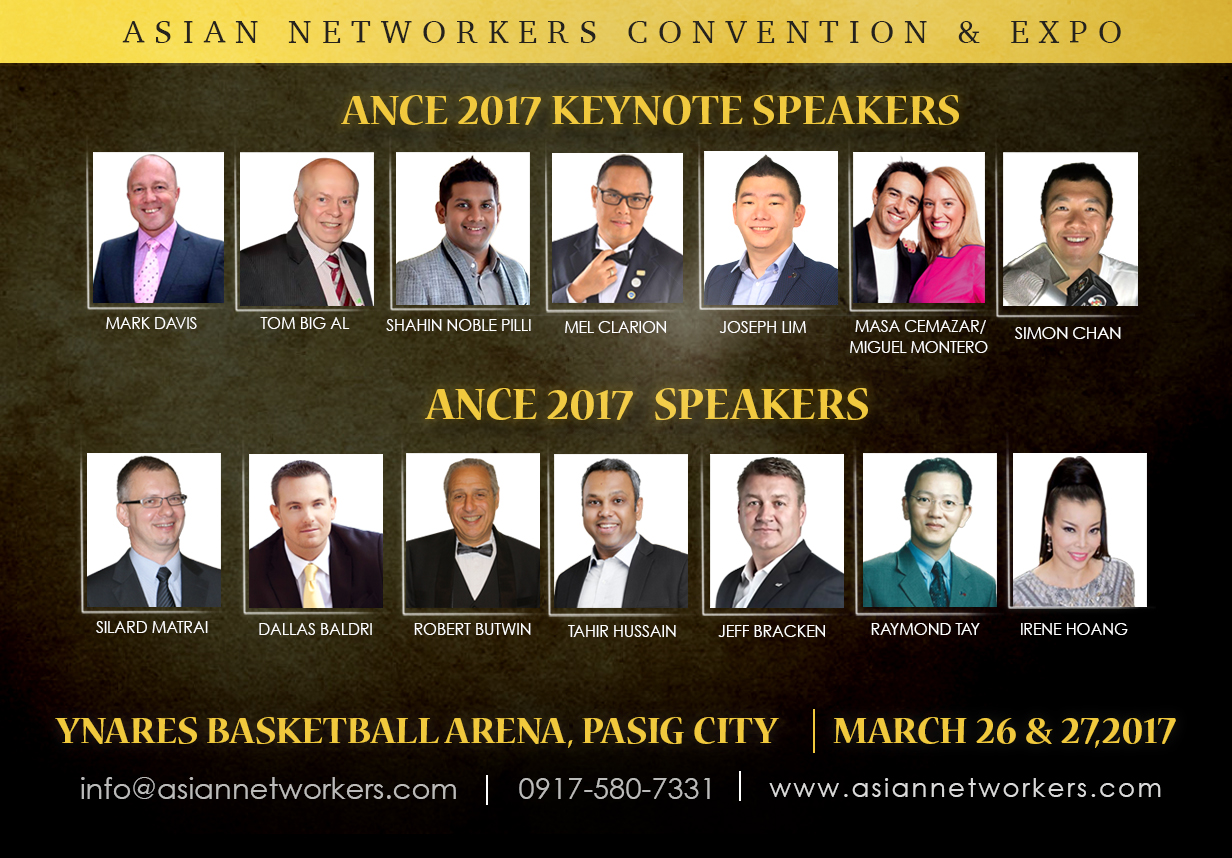 ASIAN NETWORKERS CONVENTION & EXPO
ANCE 2017 KEYNOTE SPEAKERS
MARK DAVIS
TOM BIG AL
SHAHIN NOBLE PILLI
MEL CLARION
JOSEPH LIM
MASA CEMAZAR/
MIGUEL MONTERO
SIMON CHAN
ANCE 2017 SPEAKERS
SILARD MATRAI
DALLAS BALDRI
ROBERT BUTWIN
TAHIR HUSSAIN
JEFF BRACKEN
RAYMOND TAY
IRENE HOANG
YNARES BASKETBALL ARENA, PASIG CITY | MARCH 26 & 27,2017
info@asiannetworkers.com | 0917-580-7331 | www.asiannetworkers.com